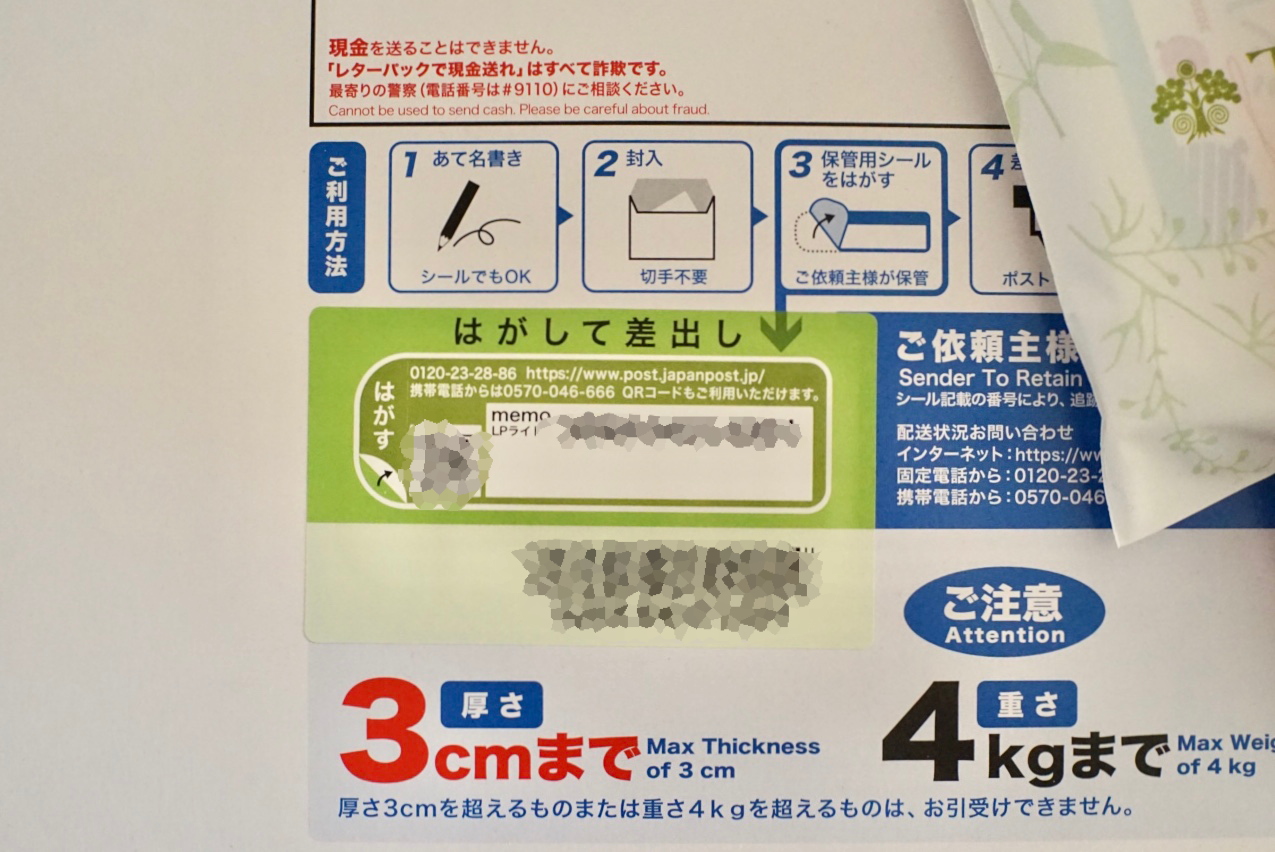 現金を送ることはできません。
「レターパックで現金送れ」はすべて詐欺です。
最寄りの警察(電話番号は#9110)にご相談ください。
Cannot be used to send cash. Please be careful about fraud.
ご利用方法
1 あて名書き
シールでもOK
2 封入
切手不要
3 保管用シール
をはがす
ご依頼主様が保管
4 差
ポスト
はがして差出し
はがす
0120-23-28-86 https://www.post.japanpost.jp/
携帯電話からは0570-046-666 QRコードもご利用いただけます。
memo
LPライト
ご依頼主様
Sender To Retain
シール記載の番号により、追跡
配送状況お問い合わせ
インターネット:https://ww
固定電話から:0120-23-2
携帯電話から:0570-046
ご注意
Attention
3cmまで
厚さ
Max Thickness
of 3 cm
4kgまで
重さ
Max Weig
of 4 kg
厚さ3cmを超えるものまたは重さ4kgを超えるものは、お引受けできません。